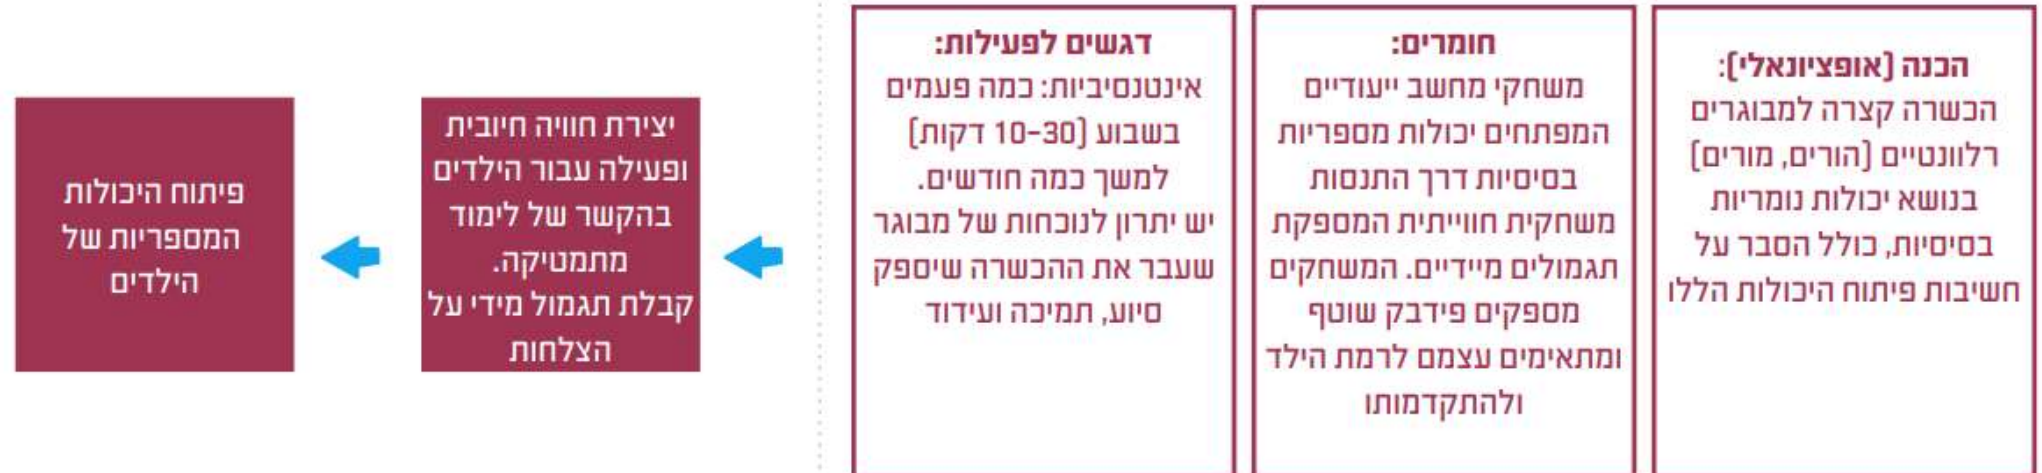 הכנה (אופציונאלי):
הכשרה קצרה למבוגרים
רלוונטיים (הורים, מורים)
בנושא יכולות נומריות
בסיסיות, כולל הסבר על
חשיבות פיתוח היכולות הללו
חומרים:
משחקי מחשב ייעודיים
המפתחים יכולות מספריות
בסיסיות דרך התנסות
משחקית חווייתית המספקת
תגמולים מיידיים. המשחקים
מספקים פידבק שוטף
ומתאימים עצמם לרמת הילד
ולהתקדמותו
דגשים לפעילות:
אינטנסיביות: כמה פעמים
בשבוע (10-30 דקות)
למשך כמה חודשים.
יש יתרון לנוכחות של מבוגר
שעבר את ההכשרה שיספק
סיוע, תמיכה ועידוד
יצירת חוויה חיובית
ופעילה עבור הילדים
בהקשר של לימוד
מתמטיקה.
קבלת תגמול מידי על
הצלחות
פיתוח היכולות
המספריות של
הילדים